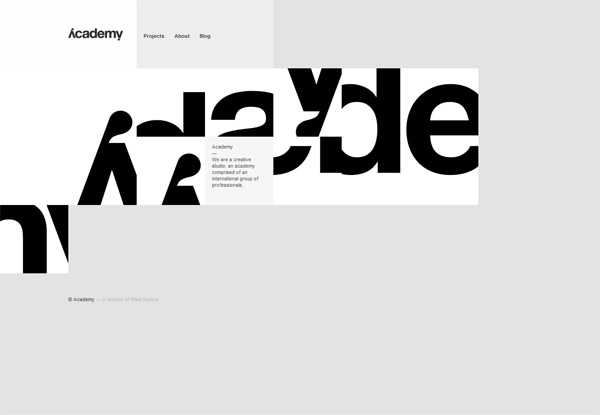 Academy
Projects About Blog
Academy
—
We are a creative
studio; an academy
comprised of an
international group of
professionals.
© Academy — A division of